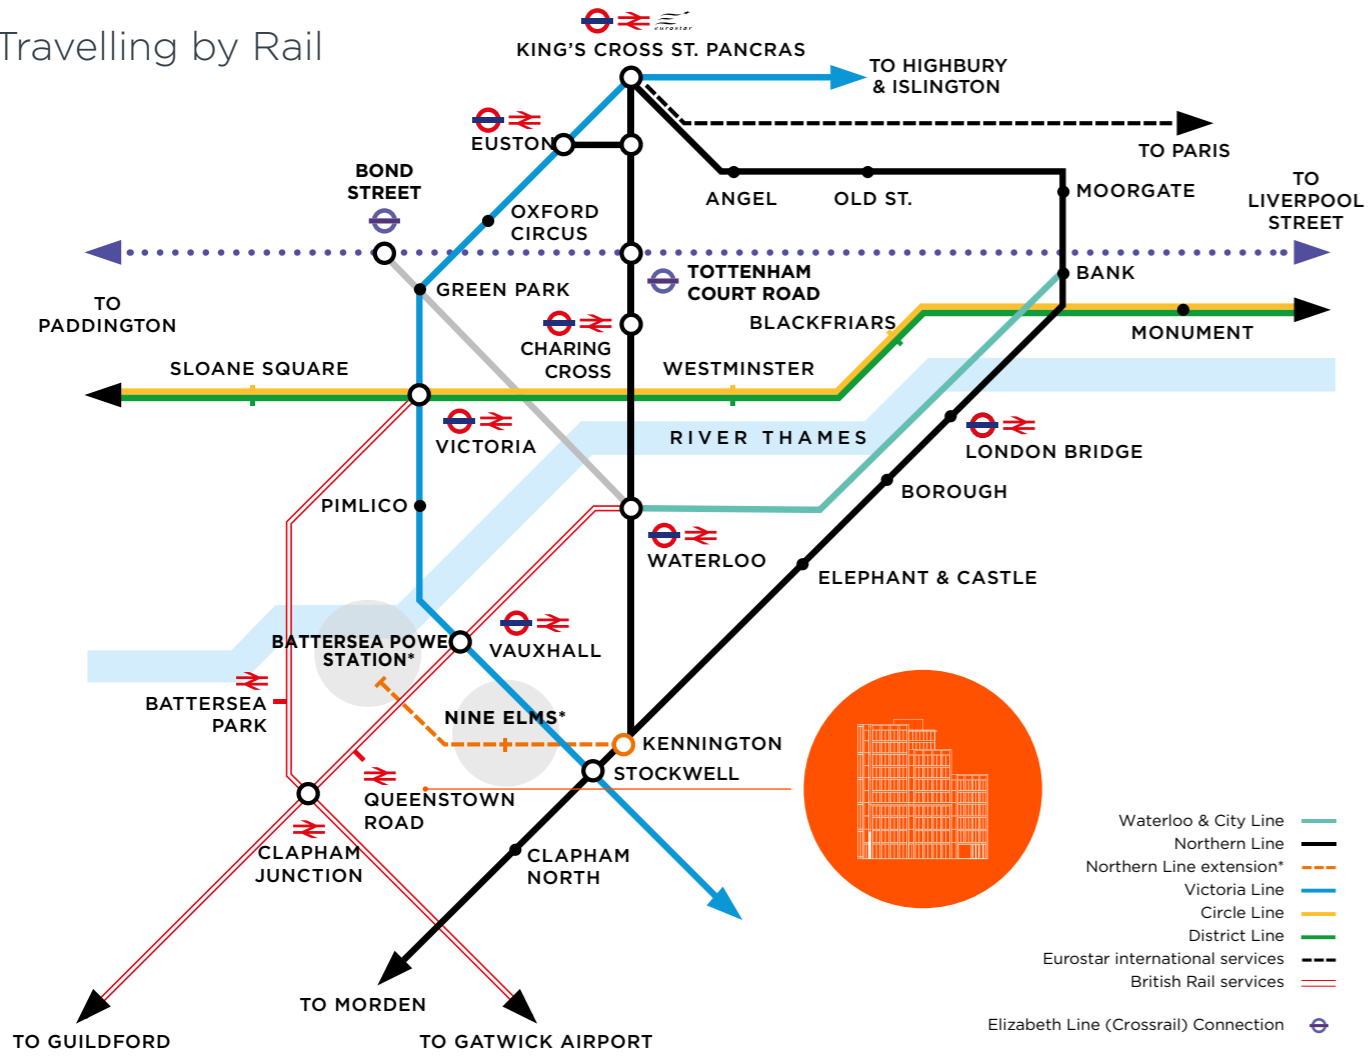 Travelling by Rail
eurostar
KING'S CROSS ST. PANCRAS
TO HIGHBURY
& ISLINGTON
EUSTON
TO PARIS
BOND
STREET
ANGEL
OLD ST.
MOORGATE
TO
LIVERPOOL
STREET
OXFORD
CIRCUS
TOTTENHAM
COURT ROAD
BANK
GREEN PARK
TO
PADDINGTON
BLACKFRIARS
MONUMENT
CHARING
CROSS
SLOANE SQUARE
WESTMINSTER
VICTORIA
RIVER THAMES
LONDON BRIDGE
PIMLICO
BOROUGH
WATERLOO
ELEPHANT & CASTLE
BATTERSEA POWE
STATION*
VAUXHALL
BATTERSEA
PARK
NINE ELMS*
KENNINGTON
STOCKWELL
QUEENSTOWN
ROAD
CLAPHAM
JUNCTION
CLAPHAM
NORTH
TO MORDEN
TO GUILDFORD
TO GATWICK AIRPORT
Waterloo & City Line
Northern Line
Northern Line extension*
Victoria Line
Circle Line
District Line
Eurostar international services
British Rail services
Elizabeth Line (Crossrail) Connection